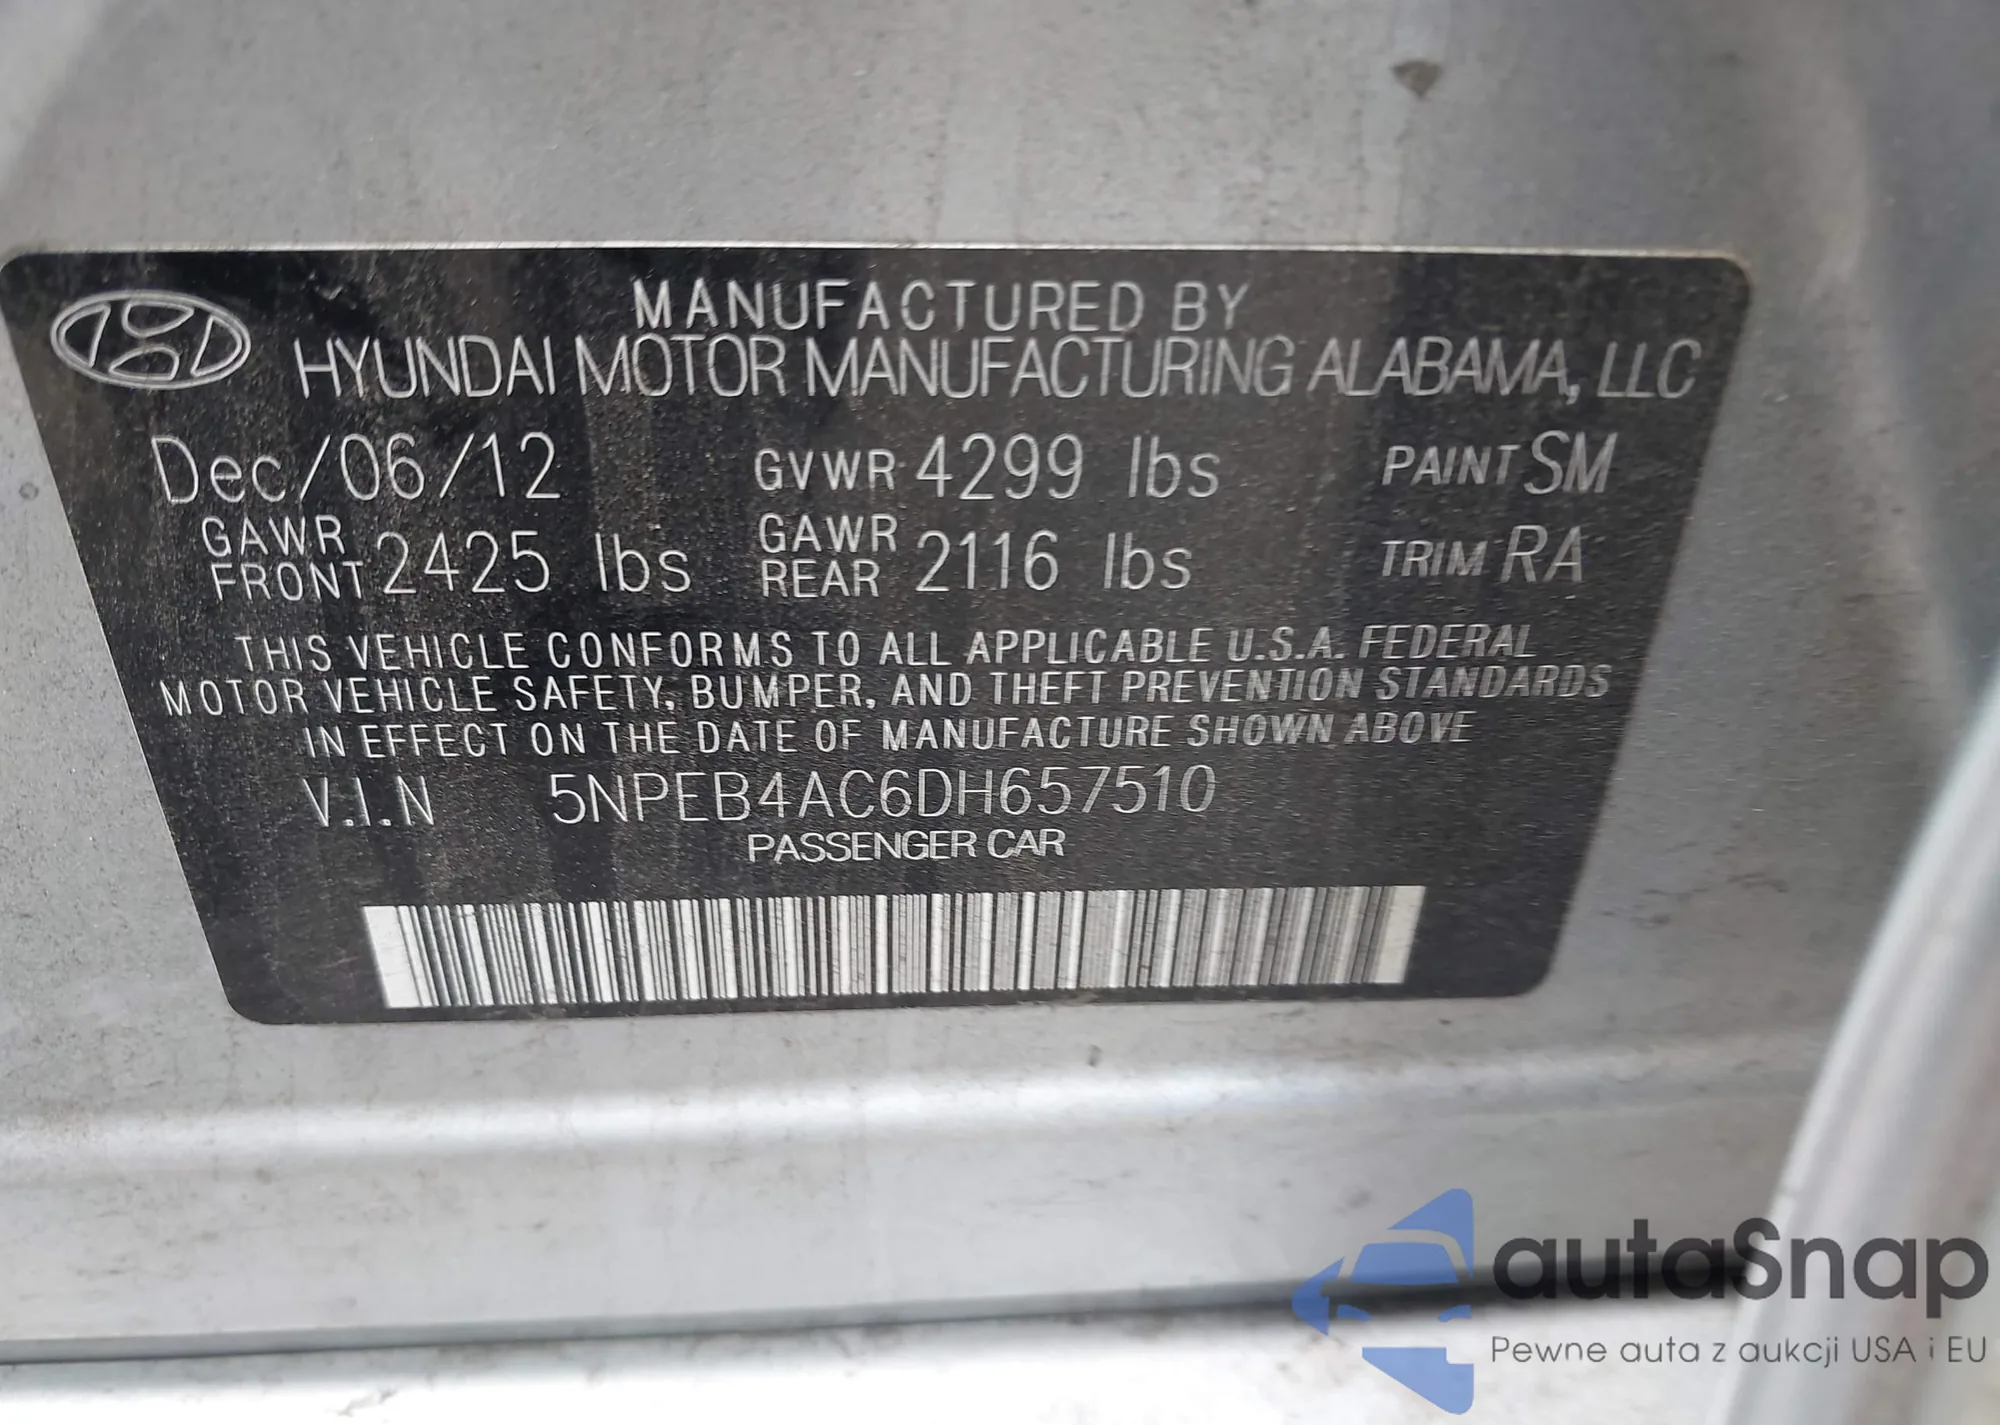 MANUFACTURED BY
HYUNDAI MOTOR MANUFACTURING ALABAMA, LLC
Dec/06/12 GVWR 4299 lbs PAINT SM
GAWR FRONT 2425 lbs GAWR REAR 2116 lbs TRIM RA
THIS VEHICLE CONFORMS TO ALL APPLICABLE U.S.A. FEDERAL
MOTOR VEHICLE SAFETY, BUMPER, AND THEFT PREVENTION STANDARDS
IN EFFECT ON THE DATE OF MANUFACTURE SHOWN ABOVE
V.I.N 5NPEB4AC6DH657510
PASSENGER CAR
autaSnap
Pewne auta z aukcji USA i EU